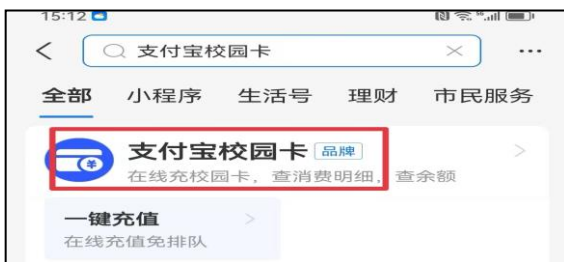 15:12
支付宝校园卡
全部 小程序 生活号 理财 市民服务
支付宝校园卡 品牌
在线充校园卡，查消费明细，查余额
一键充值
在线充值免排队